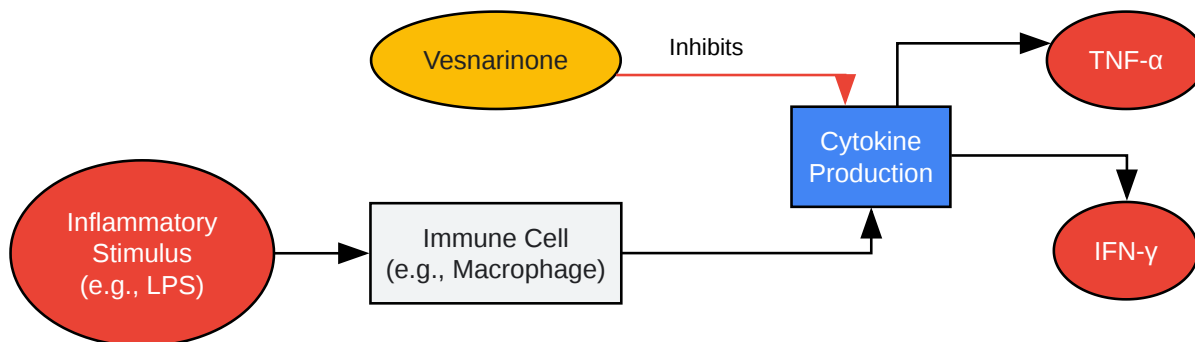 Vesnarinone
Inhibits
TNF-α
Cytokine
Production
Inflammatory
Stimulus
(e.g., LPS)
Immune Cell
(e.g., Macrophage)
IFN-γ